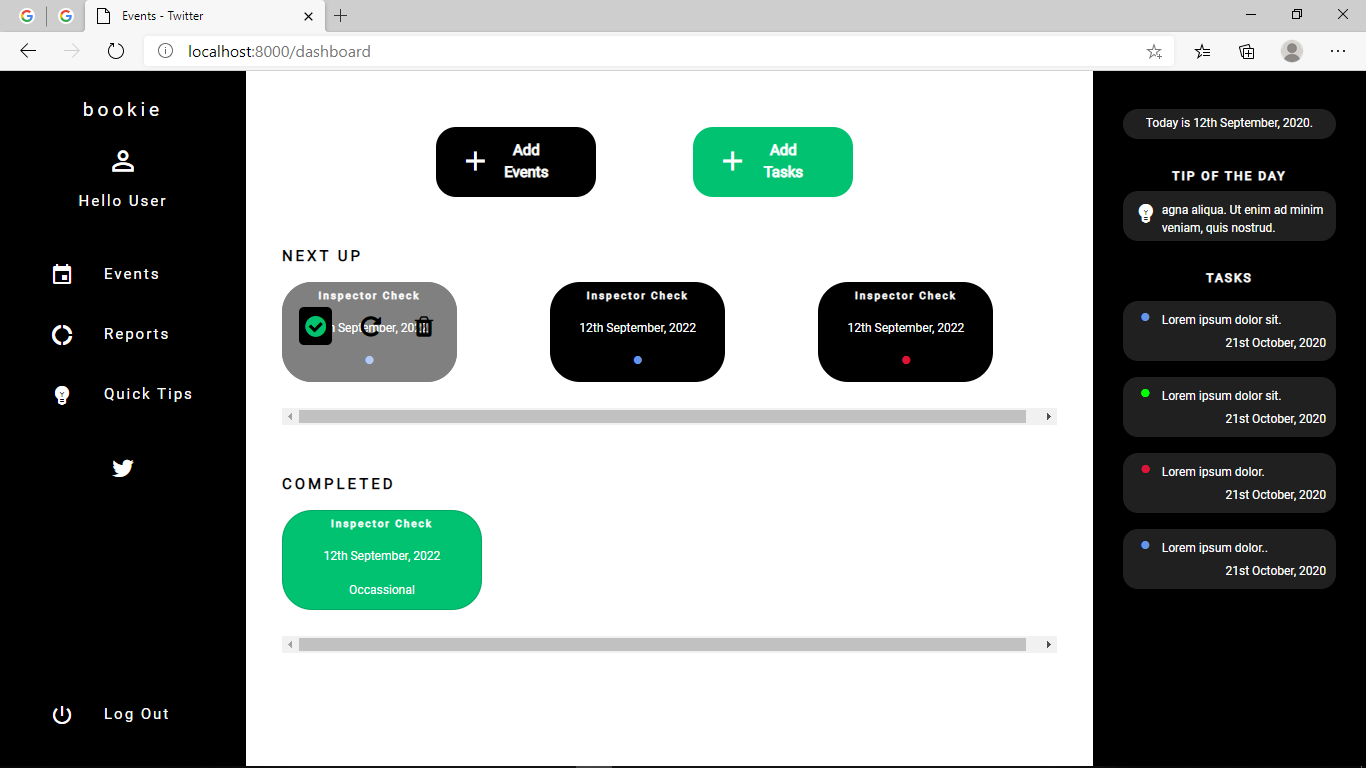 Events - Twitter
localhost:8000/dashboard
bookie
Hello User
Events
Reports
Quick Tips
Log Out
Add
Events
Add
Tasks
NEXT UP
Inspector Check
September,
Inspector Check
12th September, 2022
Inspector Check
12th September, 2022
COMPLETED
Inspector Check
12th September, 2022
Occassional
Today is 12th September, 2020.
TIP OF THE DAY
agna aliqua. Ut enim ad minim
veniam, quis nostrud.
TASKS
Lorem ipsum dolor sit.
21st October, 2020
Lorem ipsum dolor sit.
21st October, 2020
Lorem ipsum dolor.
21st October, 2020
Lorem ipsum dolor..
21st October, 2020